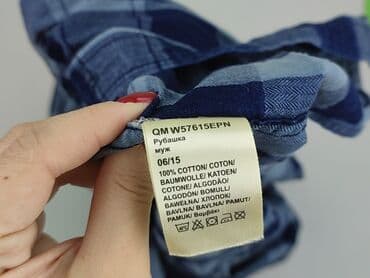 QM W57615EPN
Рубашка
муж
06/15
100% COTTON/ COTON/
BAUMWOLLE/ KATOEN/
COTONE/ ALGODÃO/
ALGODÓN/ BOMULL/
BAWEŁNA/ ХЛОПОК/
BAVLNA/ BAVLNA/ PAMUT/
PAMUK/ Βαμβάκι